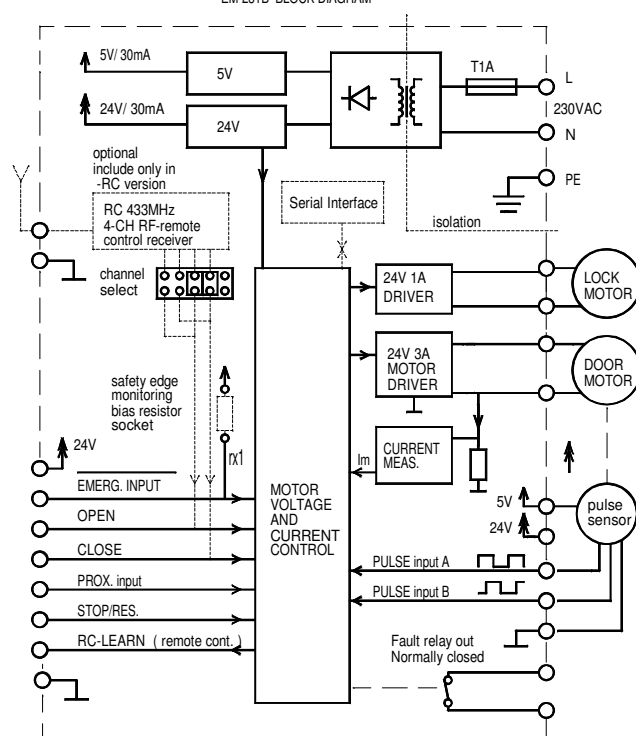 EM 261B BLOCK DIAGRAM
5V/ 30mA
5V
24V/ 30mA
24V
T1A
L
230VAC
N
PE
optional
include only in
-RC version
RC 433MHz
4-CH RF-remote
control receiver
Serial Interface
isolation
channel
select
24V 1A
DRIVER
LOCK
MOTOR
24V 3A
MOTOR
DRIVER
DOOR
MOTOR
safety edge
monitoring
bias resistor
socket
rx1
Im
CURRENT
MEAS.
24V
EMERG. INPUT
OPEN
CLOSE
PROX. input
STOP/RES.
RC-LEARN ( remote cont. )
MOTOR
VOLTAGE
AND
CURRENT
CONTROL
5V
24V
pulse
sensor
PULSE input A
PULSE input B
Fault relay out
Normally closed